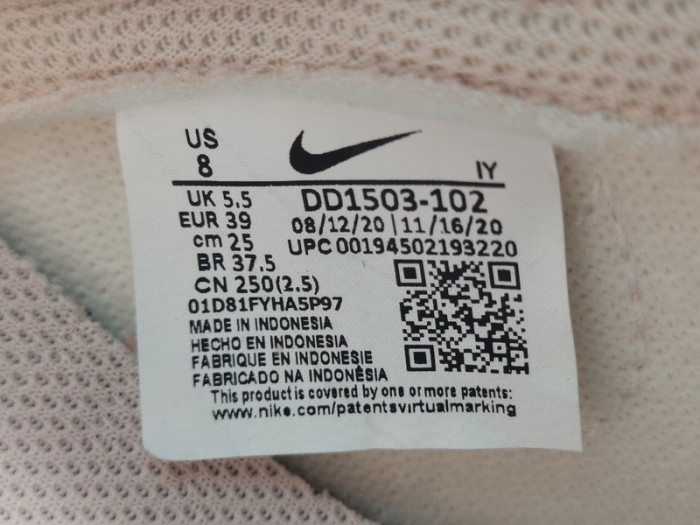 US
8
IY
UK 5.5
DD1503-102
EUR 39
08/12/20 | 11/16/20
cm 25
UPC 00194502193220
BR 37.5
CN 250(2.5)
01D81FYHA5P97
MADE IN INDONESIA
HECHO EN INDONESIA
FABRIQUE EN INDONESIE
FABRICADO NA INDONÉSIA
This product is covered by one or more patents:
www.nike.com/patentsvirtualmarking